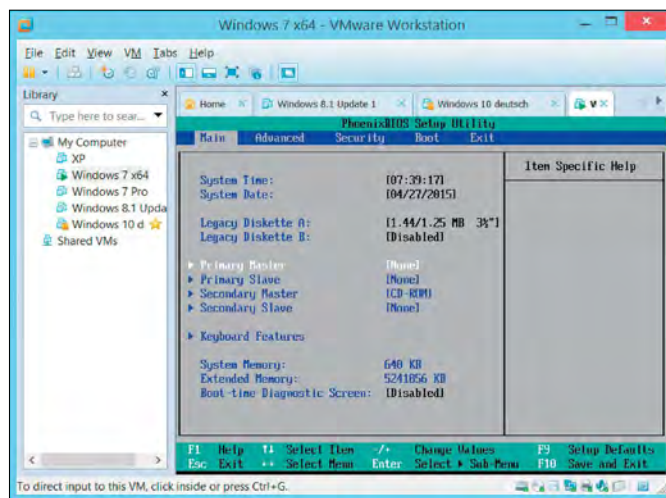 Windows 7 x64 - VMware Workstation
File Edit View VM Tabs Help
Library
Type here to sear...
My Computer
XP
Windows 7 x64
Windows 7 Pro
Windows 8.1 Upda
Windows 10 d
Shared VMs
Home
Windows 8.1 Update 1
Windows 10 deutsch
PhoenixBIOS Setup Utility
Main Advanced Security Boot Exit
Item Specific Help
System Time: [07:39:17]
System Date: [04/27/2015]
Legacy Diskette A: [1.44/1.25 MB 3½"]
Legacy Diskette B: [Disabled]
Primary Master [None]
Primary Slave [None]
Secondary Master [CD-ROM]
Secondary Slave [None]
Keyboard Features
System Memory: 640 KB
Extended Memory: 5241856 KB
Boot-time Diagnostic Screen: [Disabled]
F1 Help ↑↓ Select Item -/+ Change Values F9 Setup Defaults
Esc Exit ↔ Select Menu Enter Select ▶ Sub-Menu F10 Save and Exit
To direct input to this VM, click inside or press Ctrl+G.